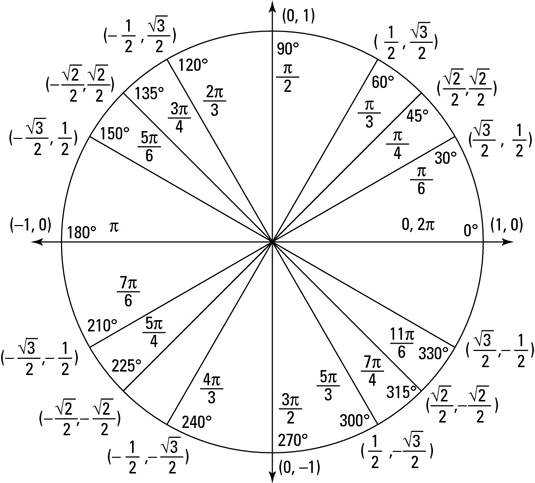 (0, 1)
(-1/2, √3/2)
(1/2, √3/2)
120°
90°
60°
(-√2/2, √2/2)
(√2/2, √2/2)
135°
2π/3
π/2
π/3
45°
(-√3/2, 1/2)
(√3/2, 1/2)
150°
3π/4
π/4
30°
5π/6
π/6
(-1, 0)
180°
π
0, 2π
0°
(1, 0)
7π/6
210°
5π/4
11π/6
330°
(-√3/2, -1/2)
(√3/2, -1/2)
225°
4π/3
3π/2
5π/3
7π/4
315°
(-√2/2, -√2/2)
(√2/2, -√2/2)
240°
270°
300°
(-1/2, -√3/2)
(0, -1)
(1/2, -√3/2)